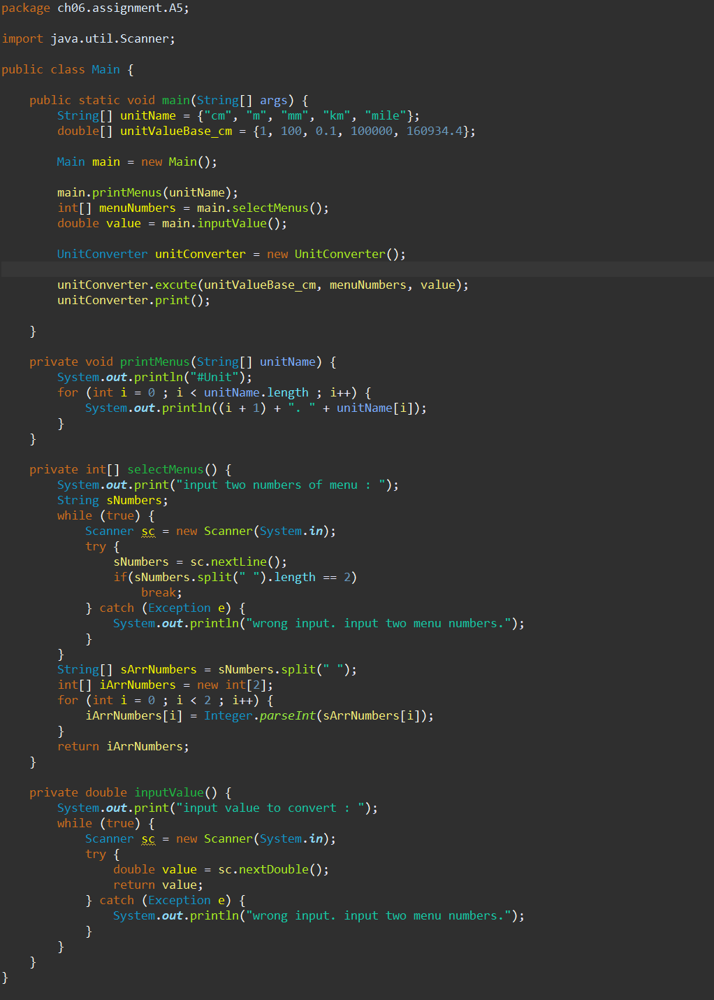 package ch06.assignment.A5;
import java.util.Scanner;
public class Main {
public static void main(String[] args) {
String[] unitName = {"cm", "m", "mm", "km", "mile"};
double[] unitValueBase_cm = {1, 100, 0.1, 100000, 160934.4};
Main main = new Main();
main.printMenus(unitName);
int[] menuNumbers = main.selectMenus();
double value = main.inputValue();
UnitConverter unitConverter = new UnitConverter();
unitConverter.excute(unitValueBase_cm, menuNumbers, value);
unitConverter.print();
}
private void printMenus(String[] unitName) {
System.out.println("#Unit");
for (int i = 0 ; i < unitName.length ; i++) {
System.out.println((i + 1) + ". " + unitName[i]);
}
}
private int[] selectMenus() {
System.out.print("input two numbers of menu : ");
String sNumbers;
while (true) {
Scanner sc = new Scanner(System.in);
try {
sNumbers = sc.nextLine();
if(sNumbers.split(" ").length == 2)
break;
} catch (Exception e) {
System.out.println("wrong input. input two menu numbers.");
}
}
String[] sArrNumbers = sNumbers.split(" ");
int[] iArrNumbers = new int[2];
for (int i = 0 ; i < 2 ; i++) {
iArrNumbers[i] = Integer.parseInt(sArrNumbers[i]);
}
return iArrNumbers;
}
private double inputValue() {
System.out.print("input value to convert : ");
while (true) {
Scanner sc = new Scanner(System.in);
try {
double value = sc.nextDouble();
return value;
} catch (Exception e) {
System.out.println("wrong input. input two menu numbers.");
}
}
}
}